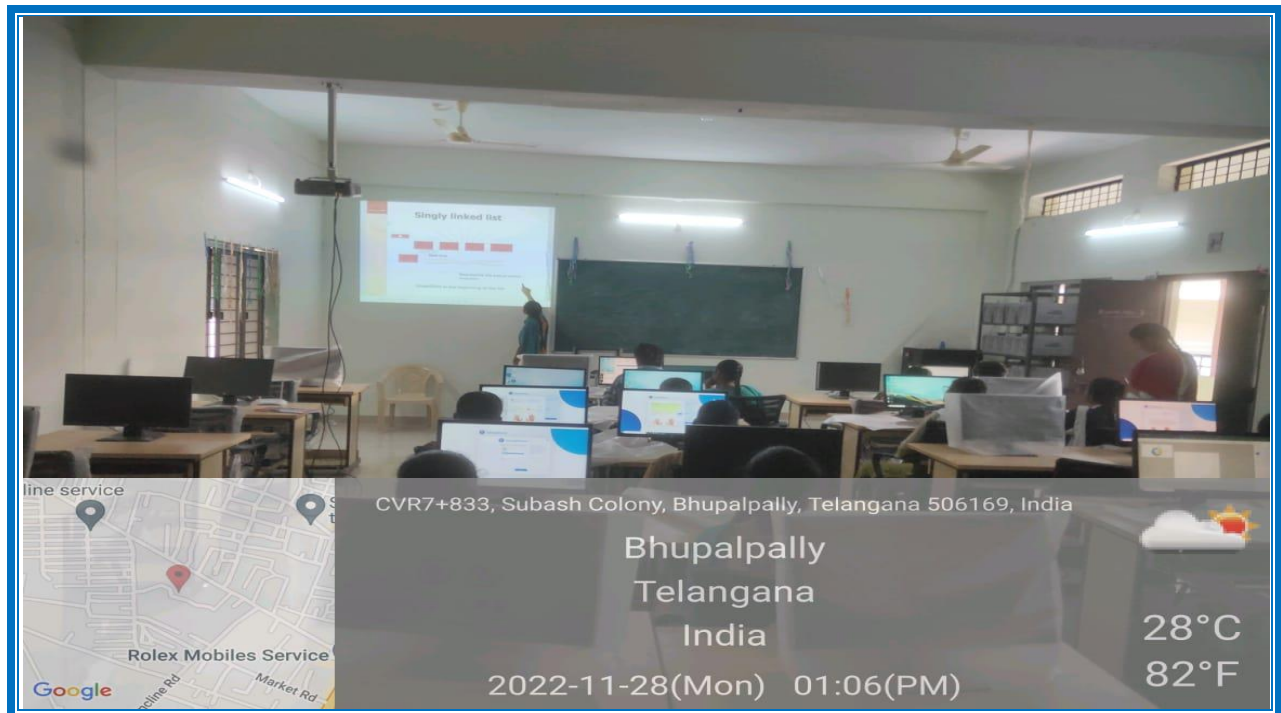 Singly linked list
line service
CVR7+833, Subash Colony, Bhupalpally, Telangana 506169, India
Bhupalpally
Telangana
India
28°C
Rolex Mobiles Service
82°F
Market Rd
Google
2022-11-28(Mon) 01:06(PM)